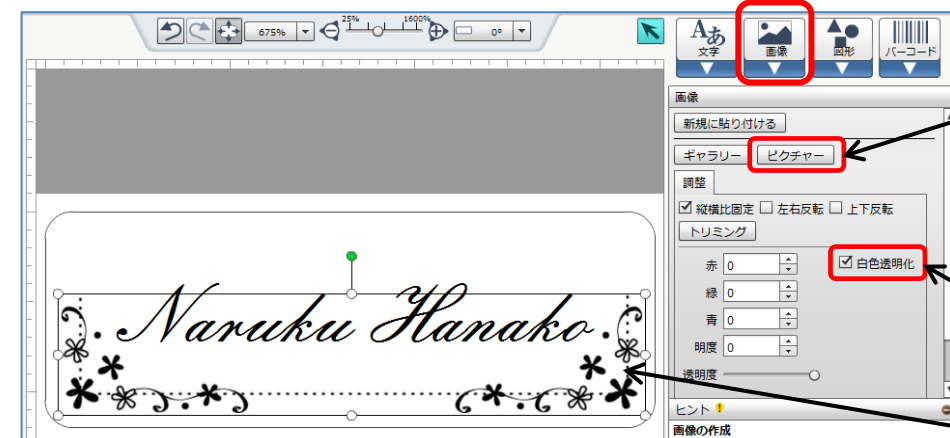 675%
25%
1600%
0°
Aあ
文字
画像
図形
バーコード
画像
新規に貼り付ける
ギャラリー
ピクチャー
調整
縦横比固定 左右反転 上下反転
トリミング
赤 0
白色透明化
緑 0
青 0
明度 0
透明度
Naruku Hanako
ヒント
画像の作成